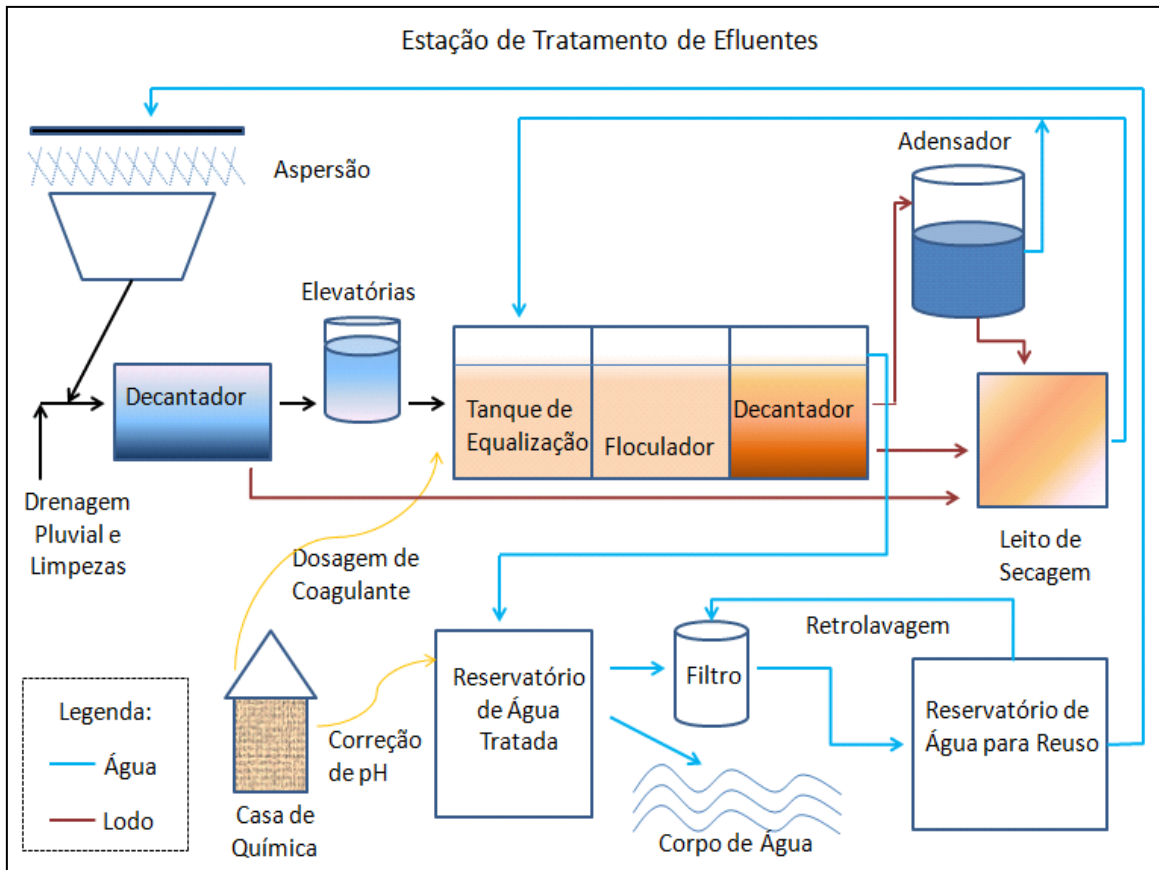 Estação de Tratamento de Efluentes
Aspersão
Adensador
Elevatórias
Decantador
Tanque de
Equalização
Floculador
Decantador
Drenagem
Pluvial e
Limpezas
Leito de
Secagem
Dosagem de
Coagulante
Retrolavagem
Reservatório
de Água
Tratada
Filtro
Reservatório de
Água para Reuso
Legenda:
Água
Lodo
Correção
de pH
Casa de
Química
Corpo de Água